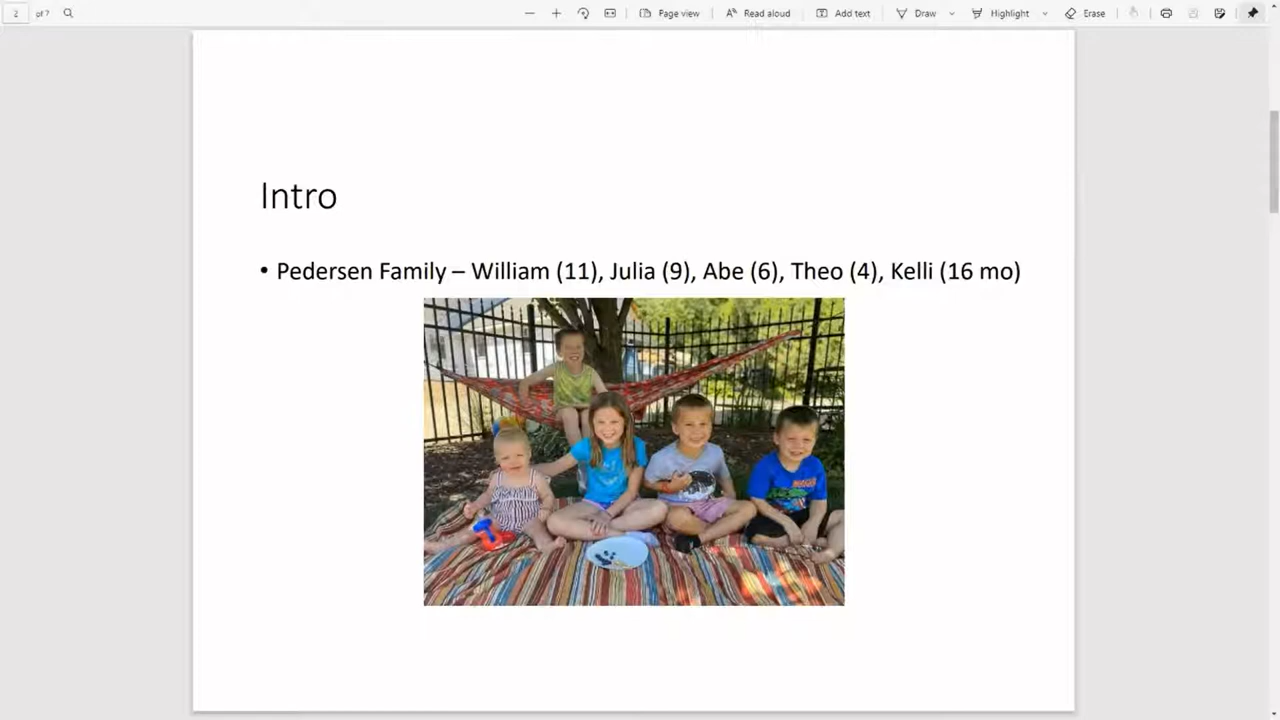 2 of 7 Page view Read aloud Add text Draw Highlight Erase
Intro
• Pedersen Family – William (11), Julia (9), Abe (6), Theo (4), Kelli (16 mo)